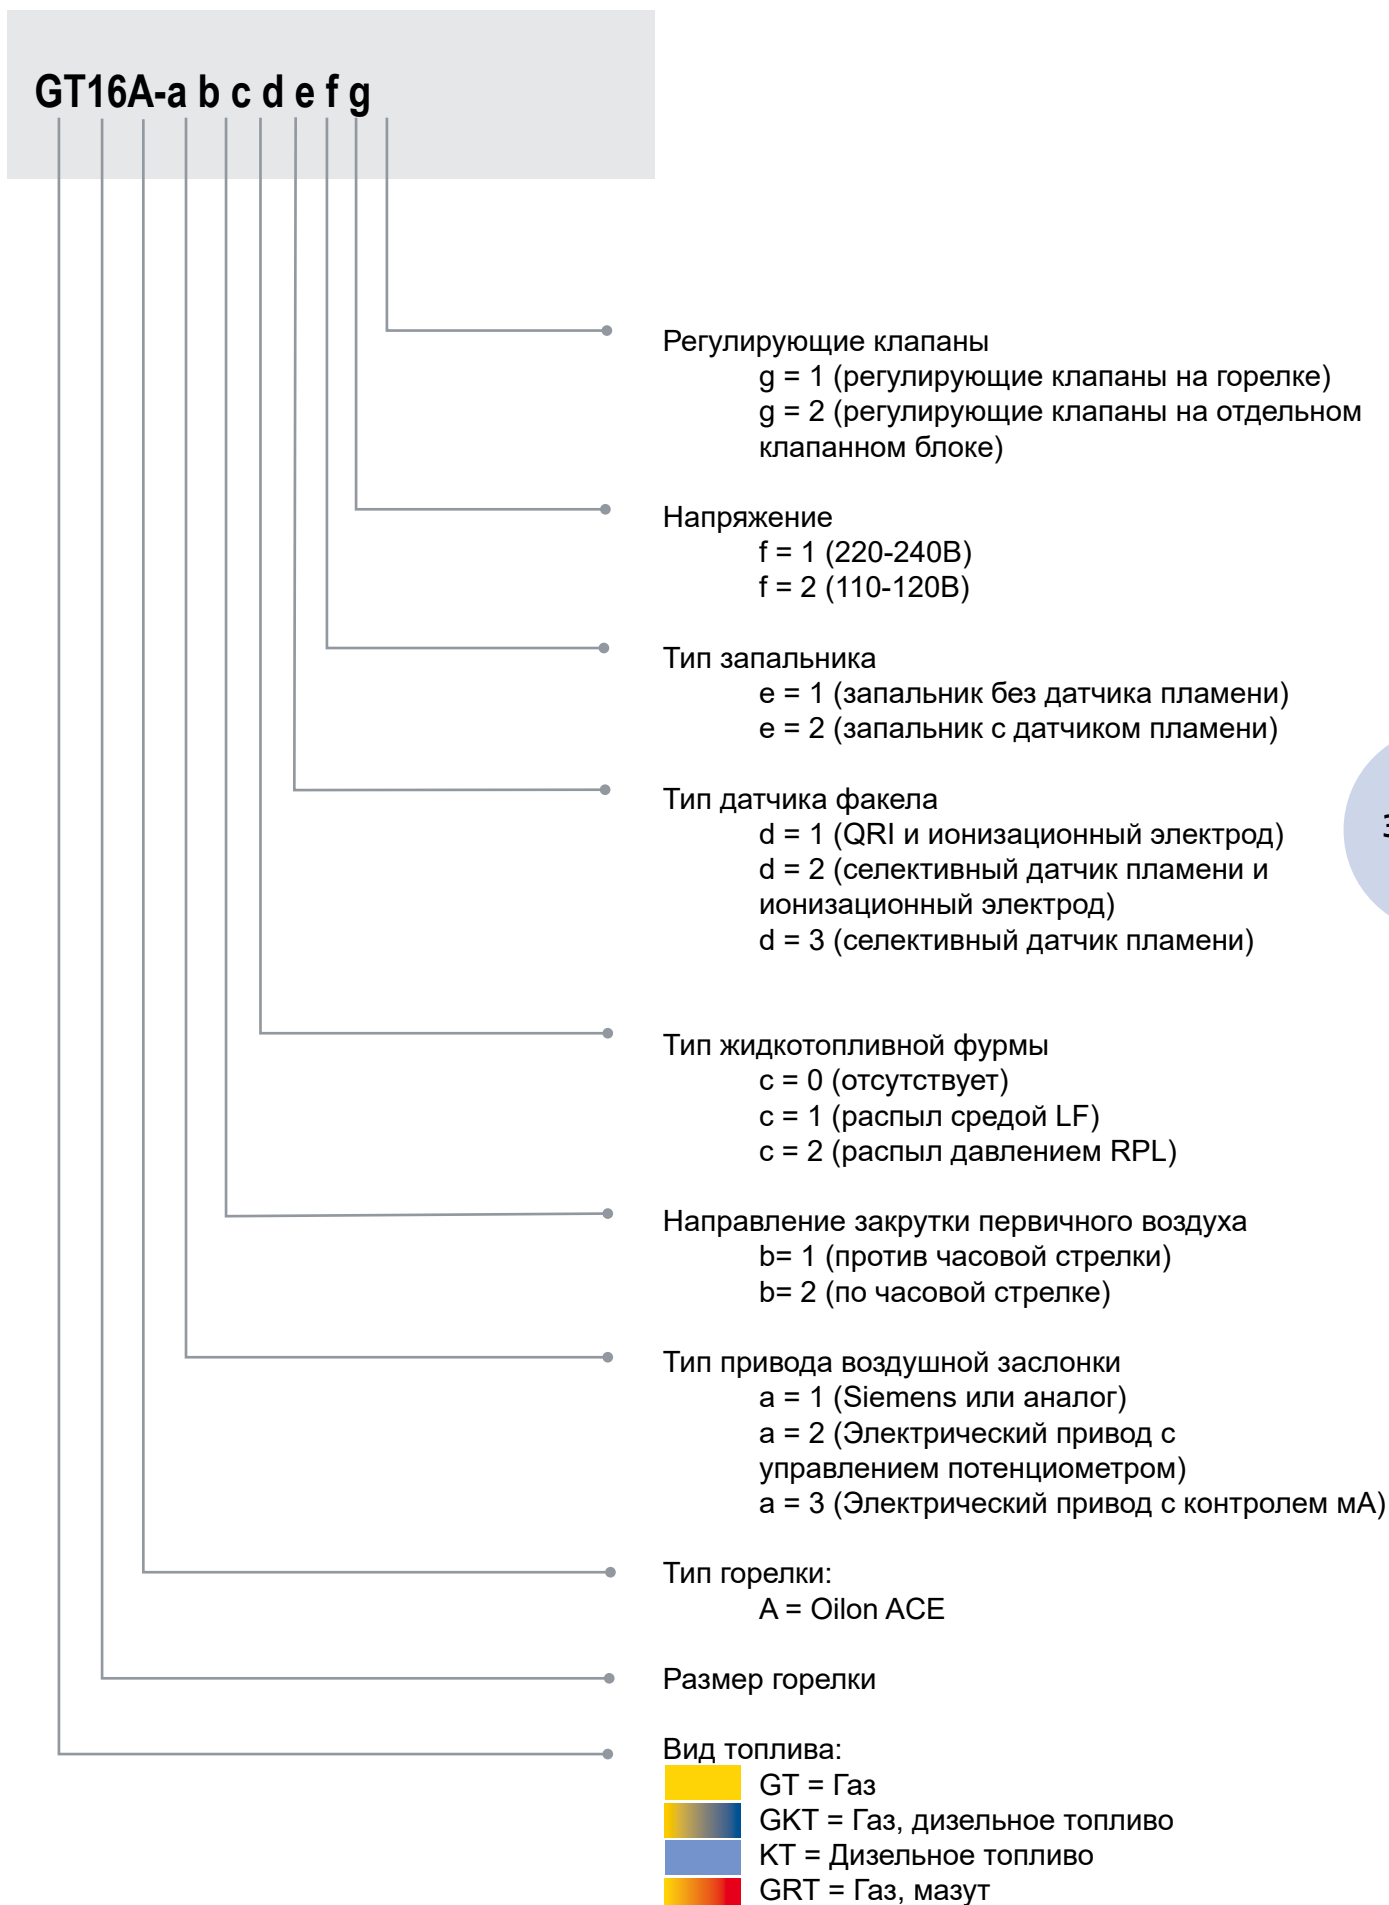 GT16A-a b c d e f g
Регулирующие клапаны
g = 1 (регулирующие клапаны на горелке)
g = 2 (регулирующие клапаны на отдельном
клапанном блоке)
Напряжение
f = 1 (220-240В)
f = 2 (110-120В)
Тип запальника
e = 1 (запальник без датчика пламени)
e = 2 (запальник с датчиком пламени)
Тип датчика факела
d = 1 (QRI и ионизационный электрод)
d = 2 (селективный датчик пламени и
ионизационный электрод)
d = 3 (селективный датчик пламени)
Тип жидкотопливной фурмы
c = 0 (отсутствует)
c = 1 (распыл средой LF)
c = 2 (распыл давлением RPL)
Направление закрутки первичного воздуха
b= 1 (против часовой стрелки)
b= 2 (по часовой стрелке)
Тип привода воздушной заслонки
a = 1 (Siemens или аналог)
a = 2 (Электрический привод с
управлением потенциометром)
a = 3 (Электрический привод с контролем мА)
Тип горелки:
A = Oilon ACE
Размер горелки
Вид топлива:
GT = Газ
GKT = Газ, дизельное топливо
KT = Дизельное топливо
GRT = Газ, мазут